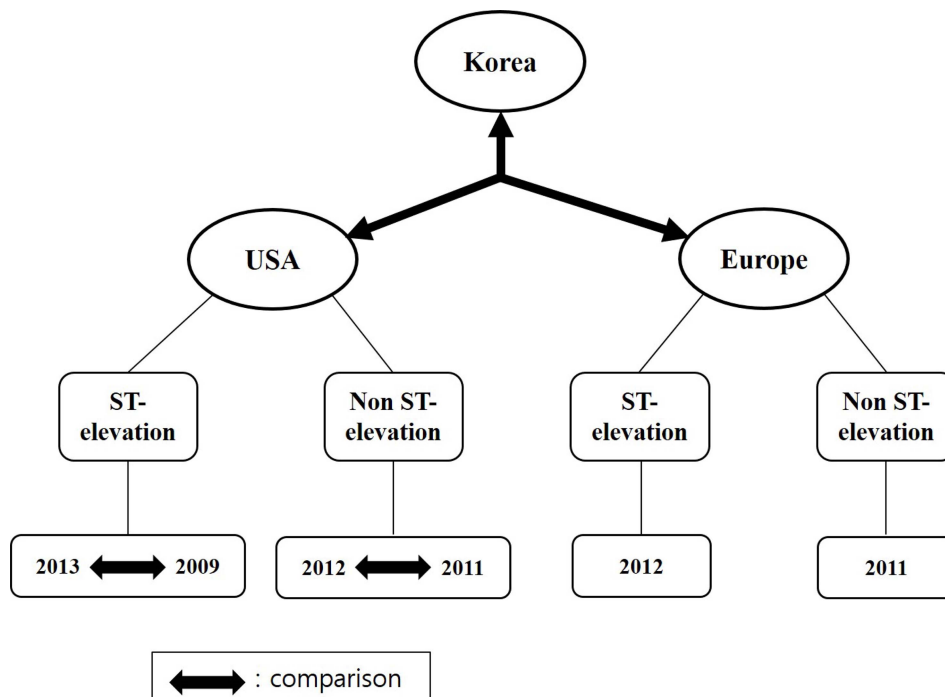 Korea
USA
Europe
ST-
elevation
Non ST-
elevation
ST-
elevation
Non ST-
elevation
2013 2009
2012 2011
2012
2011
: comparison